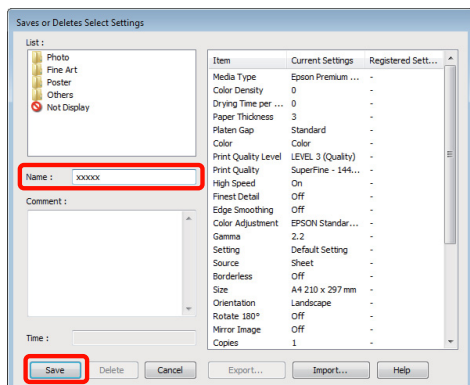 Saves or Deletes Select Settings
List :
Photo
Fine Art
Poster
Others
Not Display
Name : xxxxx
Comment :
Time :
Item Current Settings Registered Sett...
Media Type Epson Premium ... -
Color Density 0 -
Drying Time per ... 0 -
Paper Thickness 3 -
Platen Gap Standard -
Color Color -
Print Quality Level LEVEL 3 (Quality) -
Print Quality SuperFine - 144... -
High Speed On -
Finest Detail Off -
Edge Smoothing Off -
Color Adjustment EPSON Standar... -
Gamma 2.2 -
Setting Default Setting -
Source Sheet -
Borderless Off -
Size A4 210 x 297 mm -
Orientation Landscape -
Rotate 180° Off -
Mirror Image Off -
Copies 1 -
Save Delete Cancel Export... Import... Help